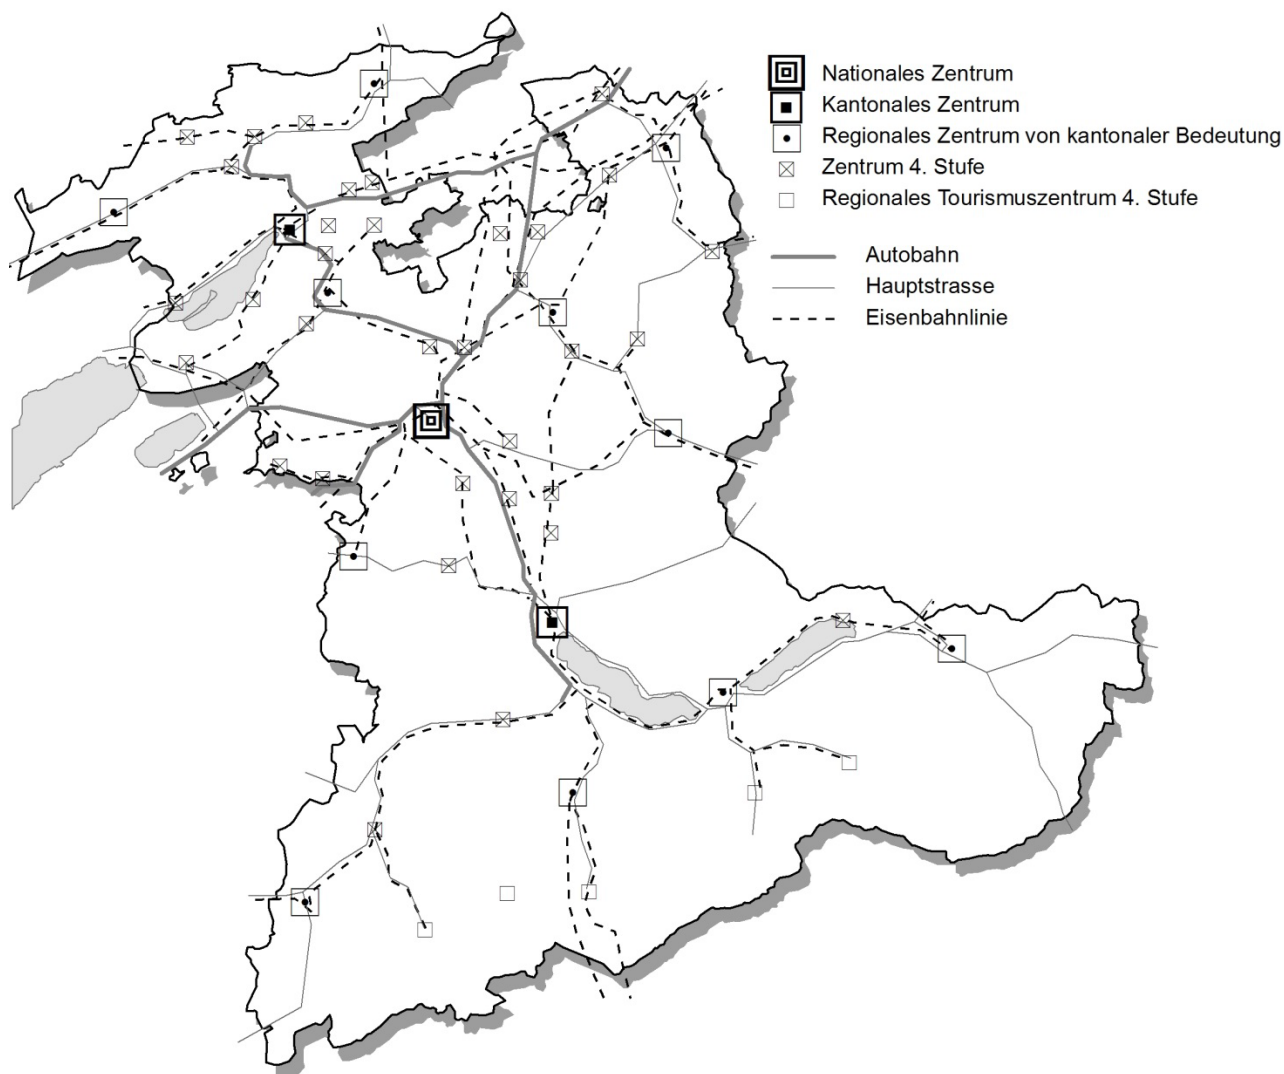 Nationales Zentrum
Kantonales Zentrum
Regionales Zentrum von kantonaler Bedeutung
Zentrum 4. Stufe
Regionales Tourismuszentrum 4. Stufe
Autobahn
Hauptstrasse
Eisenbahnlinie